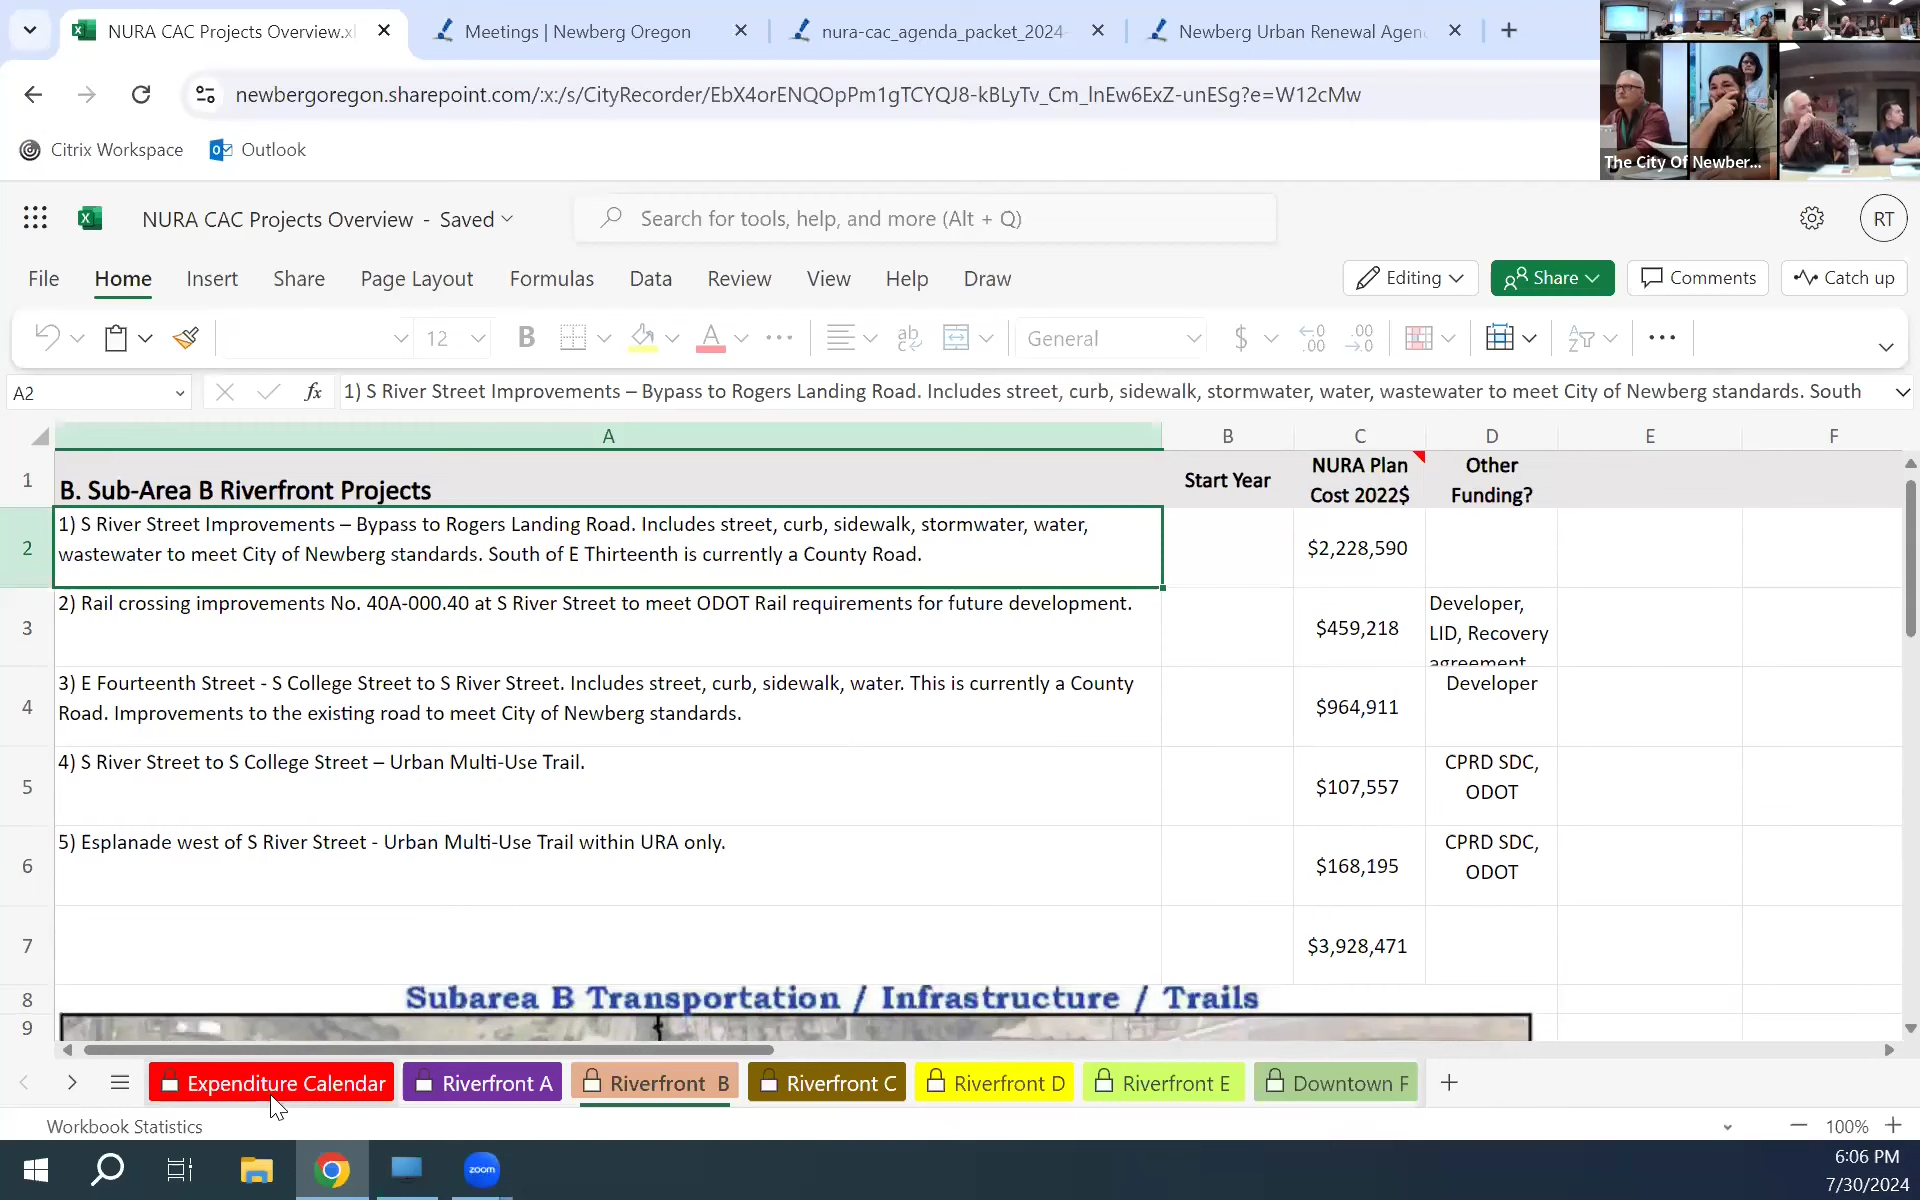 NURA CAC Projects Overview.xl
Meetings | Newberg Oregon
nura-cac_agenda_packet_2024-
Newberg Urban Renewal Agen
newbergoregon.sharepoint.com/:x:/s/CityRecorder/EbX4orENQOpPm1gTCYQJ8-kBLyTv_Cm_lnEw6ExZ-unESg?e=W12cMw
Citrix Workspace
Outlook
The City Of Newber...
NURA CAC Projects Overview - Saved
Search for tools, help, and more (Alt + Q)
RT
File Home Insert Share Page Layout Formulas Data Review View Help Draw
Editing
Share
Comments
Catch up
12
B
A
ab
General
$
.00
.00
A2
fx
1) S River Street Improvements – Bypass to Rogers Landing Road. Includes street, curb, sidewalk, stormwater, water, wastewater to meet City of Newberg standards. South
A B C D E F
1
B. Sub-Area B Riverfront Projects
Start Year
NURA Plan
Cost 2022$
Other
Funding?
2
1) S River Street Improvements – Bypass to Rogers Landing Road. Includes street, curb, sidewalk, stormwater, water,
wastewater to meet City of Newberg standards. South of E Thirteenth is currently a County Road.
$2,228,590
3
2) Rail crossing improvements No. 40A-000.40 at S River Street to meet ODOT Rail requirements for future development.
$459,218
Developer,
LID, Recovery
agreement
4
3) E Fourteenth Street - S College Street to S River Street. Includes street, curb, sidewalk, water. This is currently a County
Road. Improvements to the existing road to meet City of Newberg standards.
$964,911
Developer
5
4) S River Street to S College Street – Urban Multi-Use Trail.
$107,557
CPRD SDC,
ODOT
6
5) Esplanade west of S River Street - Urban Multi-Use Trail within URA only.
$168,195
CPRD SDC,
ODOT
7
$3,928,471
8
Subarea B Transportation / Infrastructure / Trails
9
Expenditure Calendar
Riverfront A
Riverfront B
Riverfront C
Riverfront D
Riverfront E
Downtown F
Workbook Statistics
100%
zoom
6:06 PM
7/30/2024